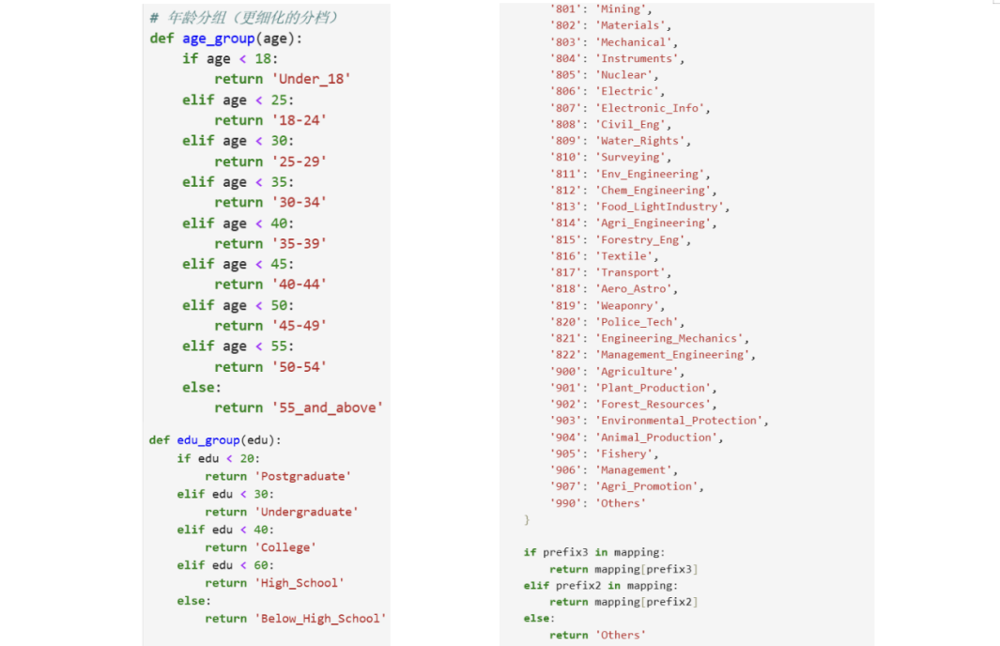 # 年龄分组（更细化的分档）
def age_group(age):
    if age < 18:
        return 'Under_18'
    elif age < 25:
        return '18-24'
    elif age < 30:
        return '25-29'
    elif age < 35:
        return '30-34'
    elif age < 40:
        return '35-39'
    elif age < 45:
        return '40-44'
    elif age < 50:
        return '45-49'
    elif age < 55:
        return '50-54'
    else:
        return '55_and_above'
def edu_group(edu):
    if edu < 20:
        return 'Postgraduate'
    elif edu < 30:
        return 'Undergraduate'
    elif edu < 40:
        return 'College'
    elif edu < 60:
        return 'High_School'
    else:
        return 'Below_High_School'
        '801': 'Mining',
        '802': 'Materials',
        '803': 'Mechanical',
        '804': 'Instruments',
        '805': 'Nuclear',
        '806': 'Electric',
        '807': 'Electronic_Info',
        '808': 'Civil_Eng',
        '809': 'Water_Rights',
        '810': 'Surveying',
        '811': 'Env_Engineering',
        '812': 'Chem_Engineering',
        '813': 'Food_LightIndustry',
        '814': 'Agri_Engineering',
        '815': 'Forestry_Eng',
        '816': 'Textile',
        '817': 'Transport',
        '818': 'Aero_Astro',
        '819': 'Weaponry',
        '820': 'Police_Tech',
        '821': 'Engineering_Mechanics',
        '822': 'Management_Engineering',
        '900': 'Agriculture',
        '901': 'Plant_Production',
        '902': 'Forest_Resources',
        '903': 'Environmental_Protection',
        '904': 'Animal_Production',
        '905': 'Fishery',
        '906': 'Management',
        '907': 'Agri_Promotion',
        '990': 'Others'
    }
    if prefix3 in mapping:
        return mapping[prefix3]
    elif prefix2 in mapping:
        return mapping[prefix2]
    else:
        return 'Others'